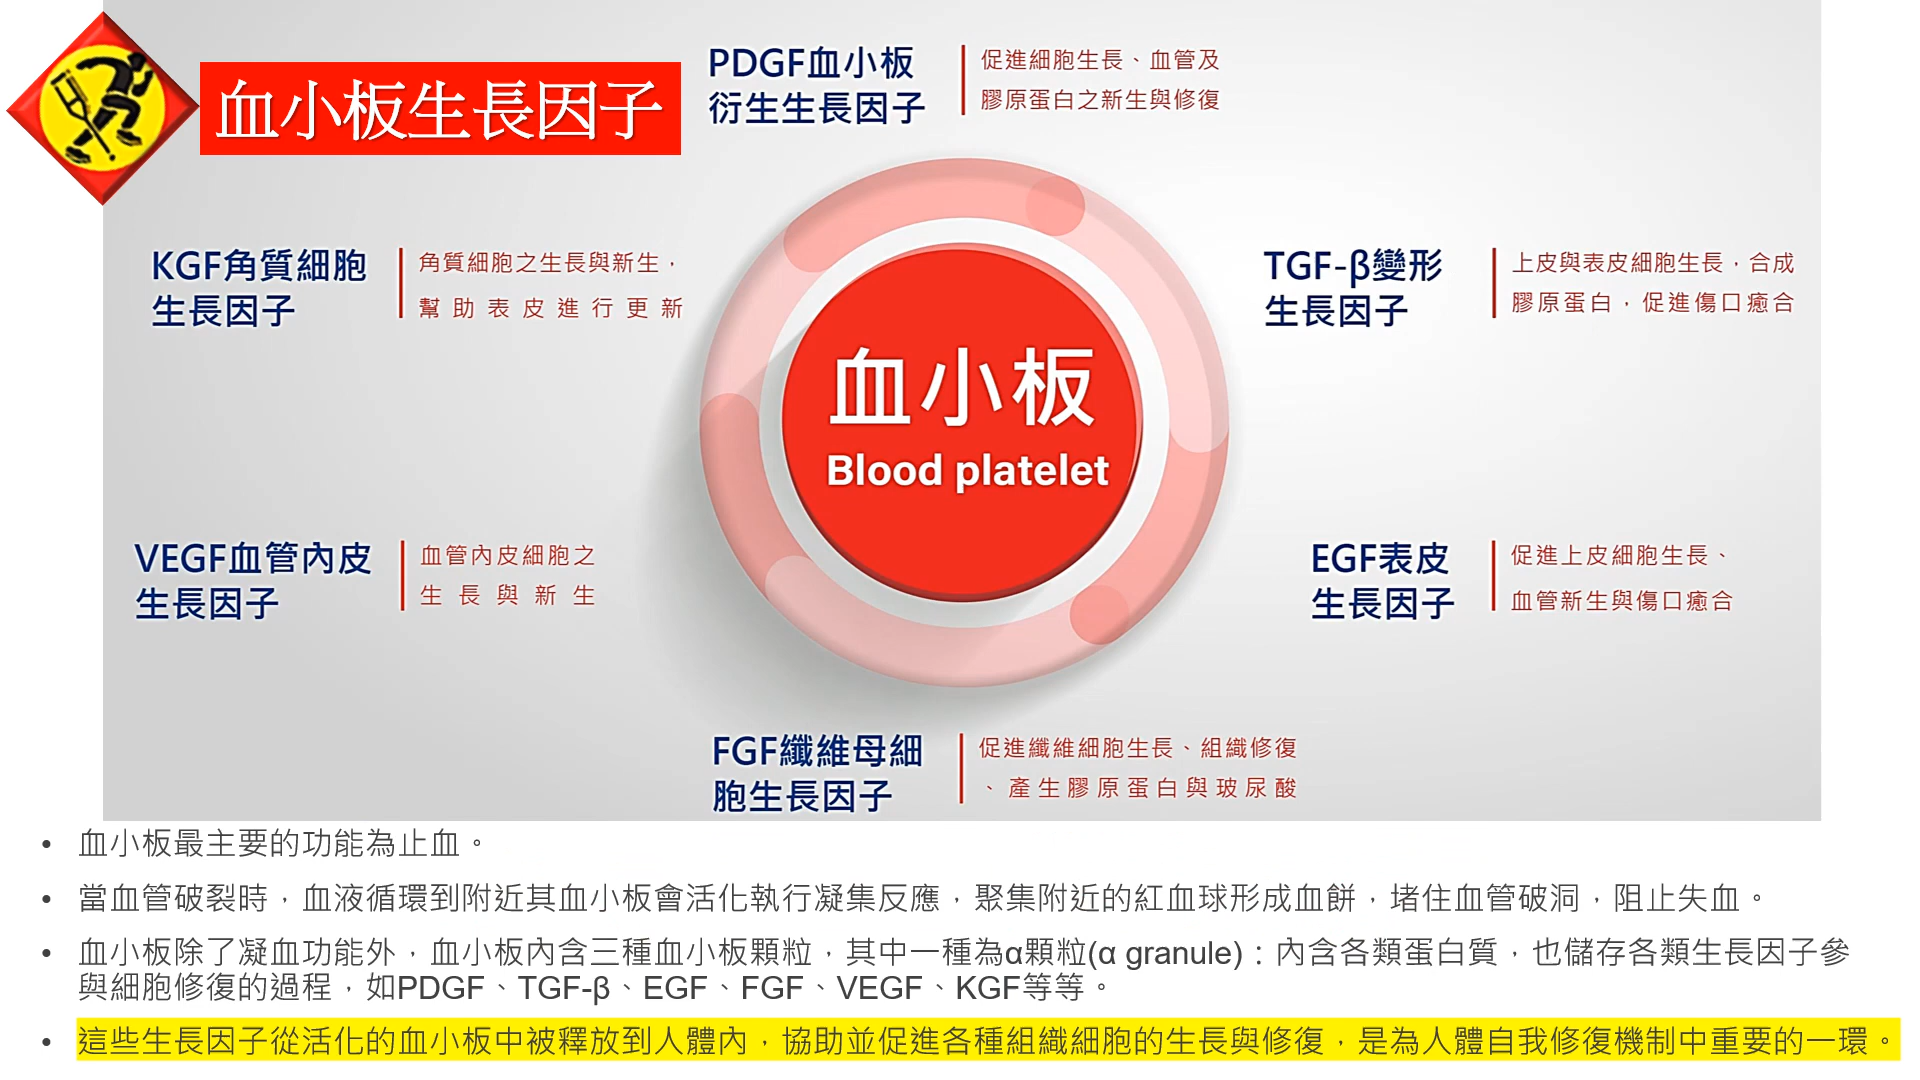 血小板生長因子
PDGF血小板
衍生生長因子
促進細胞生長、血管及
膠原蛋白之新生與修復
KGF角質細胞
生長因子
角質細胞之生長與新生，
幫助表皮進行更新
TGF-β變形
生長因子
上皮與表皮細胞生長，合成
膠原蛋白，促進傷口癒合
血小板
Blood platelet
VEGF血管內皮
生長因子
血管內皮細胞之
生長與新生
EGF表皮
生長因子
促進上皮細胞生長、
血管新生與傷口癒合
FGF纖維母細
胞生長因子
促進纖維細胞生長、組織修復
、產生膠原蛋白與玻尿酸
• 血小板最主要的功能為止血。
• 當血管破裂時，血液循環到附近其血小板會活化執行凝集反應，聚集附近的紅血球形成血餅，堵住血管破洞，阻止失血。
• 血小板除了凝血功能外，血小板內含三種血小板顆粒，其中一種為α顆粒(α granule)：內含各類蛋白質，也儲存各類生長因子參
與細胞修復的過程，如PDGF、TGF-β、EGF、FGF、VEGF、KGF等等。
• 這些生長因子從活化的血小板中被釋放到人體內，協助並促進各種組織細胞的生長與修復，是為人體自我修復機制中重要的一環。